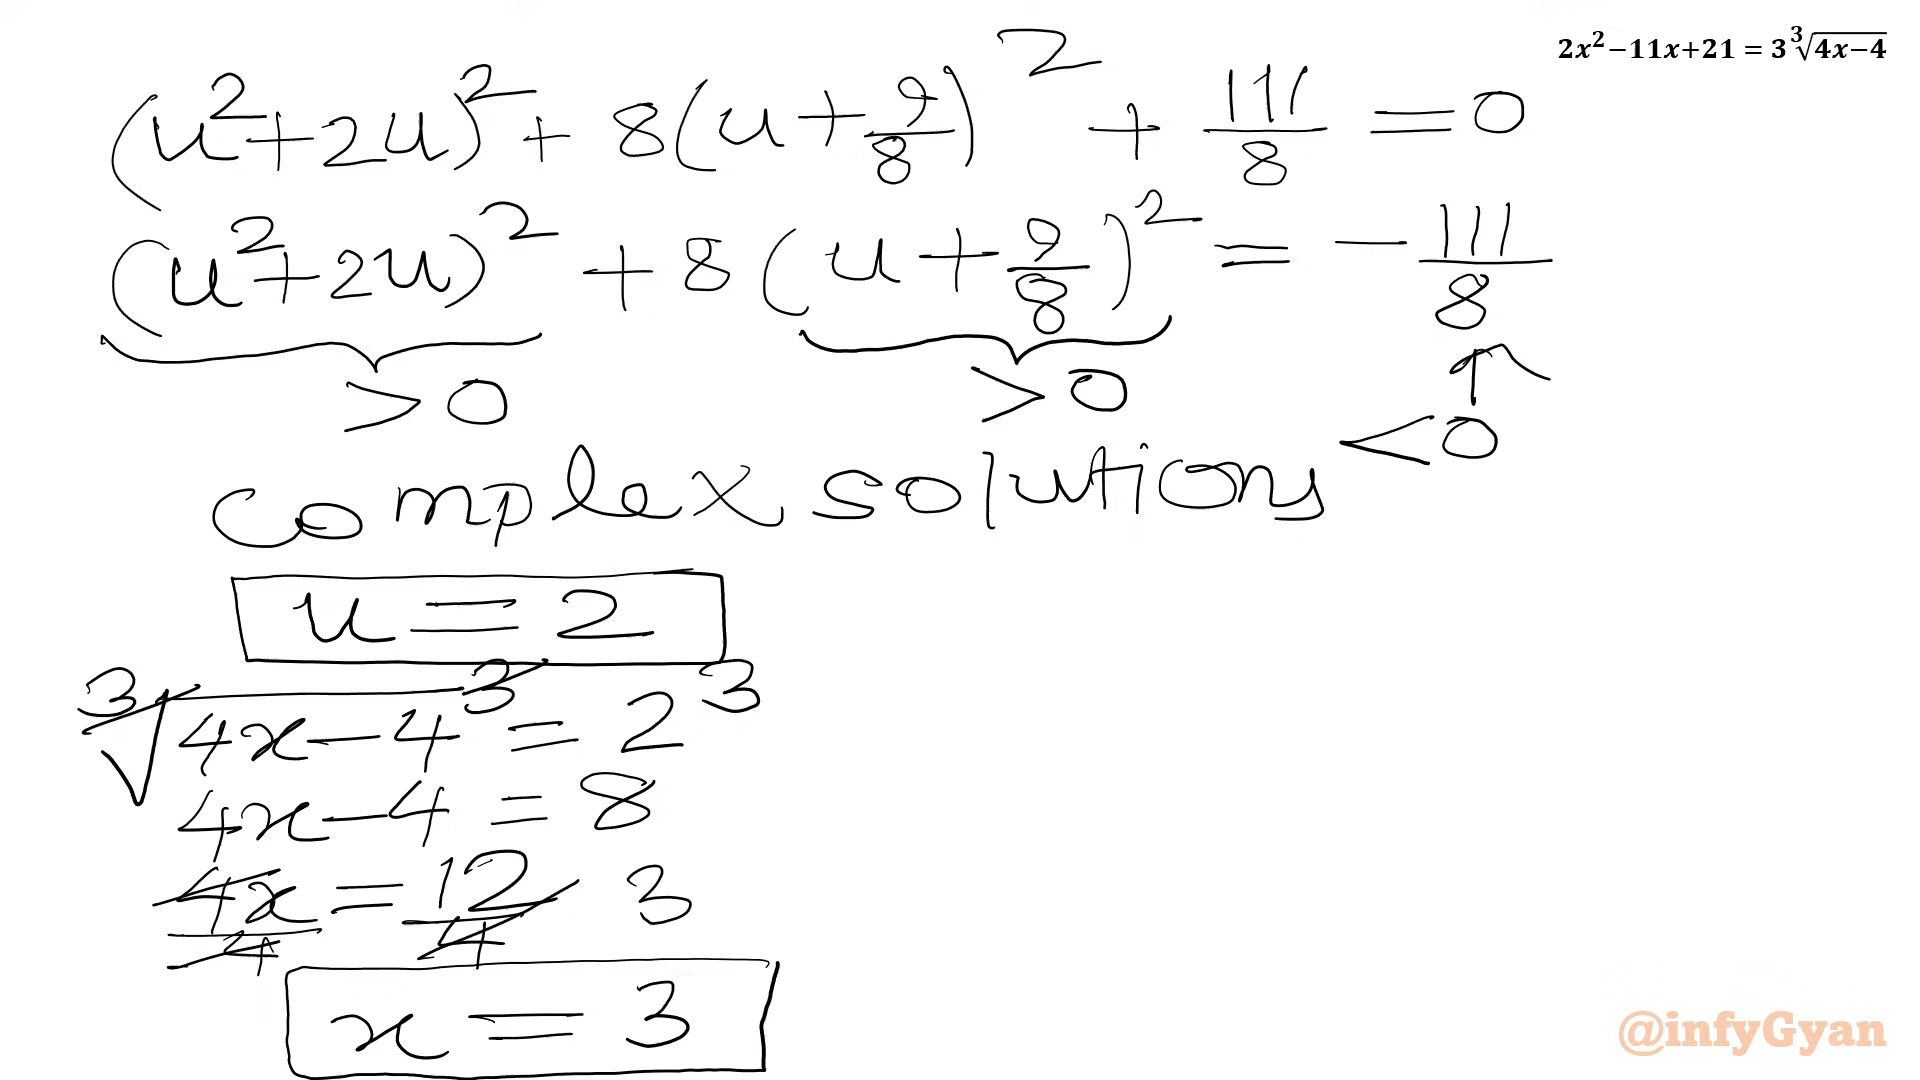 2x²−11x+21 = 3∛(4x−4)
(u²+2u)² + 8(u+9/8)² + 111/8 = 0
(u²+2u)² + 8(u+9/8)² = −111/8
>0 >0 ↑
<0
complex solutions
u = 2
∛(4x−4)³ = 2³
4x−4 = 8
4x/4 = 12/4 3
x = 3
@infyGyan